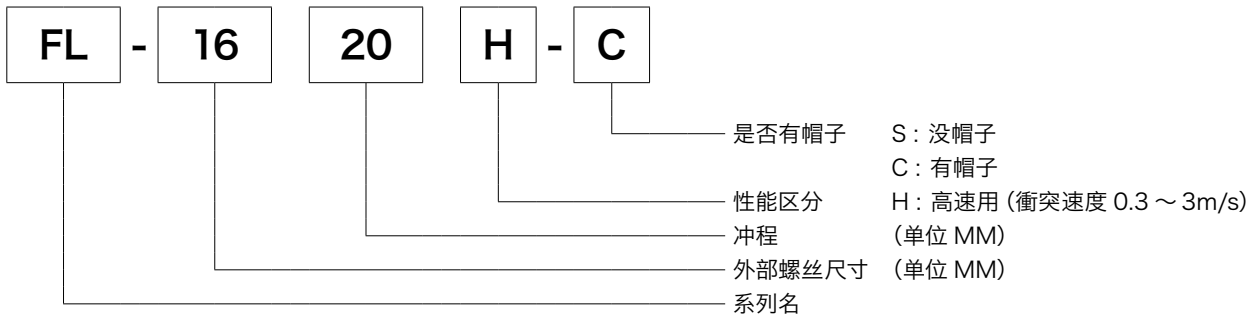 FL - 16 20 H - C
是否有帽子 S : 没帽子
C : 有帽子
性能区分 H : 高速用 (衝突速度 0.3 ～ 3m/s)
冲程 (单位 MM)
外部螺丝尺寸 (单位 MM)
系列名